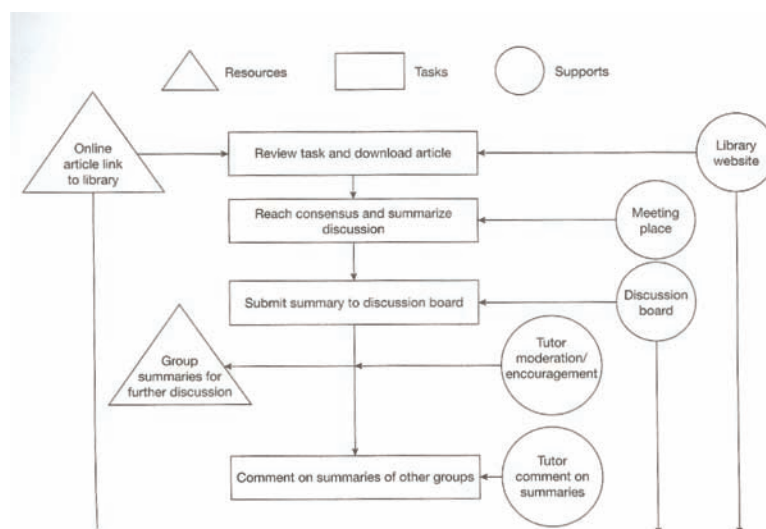 Resources
Tasks
Supports
Online
article link
to library
Review task and download article
Library
website
Reach consensus and summarize
discussion
Meeting
place
Submit summary to discussion board
Discussion
board
Group
summaries for
further discussion
Tutor
moderation/
encouragement
Comment on summaries of other groups
Tutor
comment on
summaries